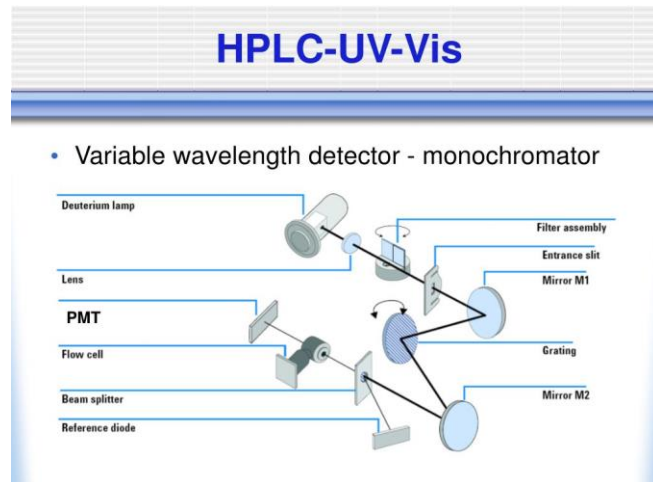 HPLC-UV-Vis
• Variable wavelength detector - monochromator
Deuterium lamp
Filter assembly
Entrance slit
Lens
Mirror M1
PMT
Flow cell
Grating
Beam splitter
Mirror M2
Reference diode